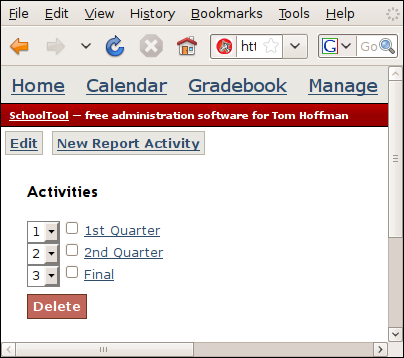 File Edit View History Bookmarks Tools Help
htt G Go
Home Calendar Gradebook Manage
SchoolTool — free administration software for Tom Hoffman
Edit New Report Activity
Activities
1 1st Quarter
2 2nd Quarter
3 Final
Delete